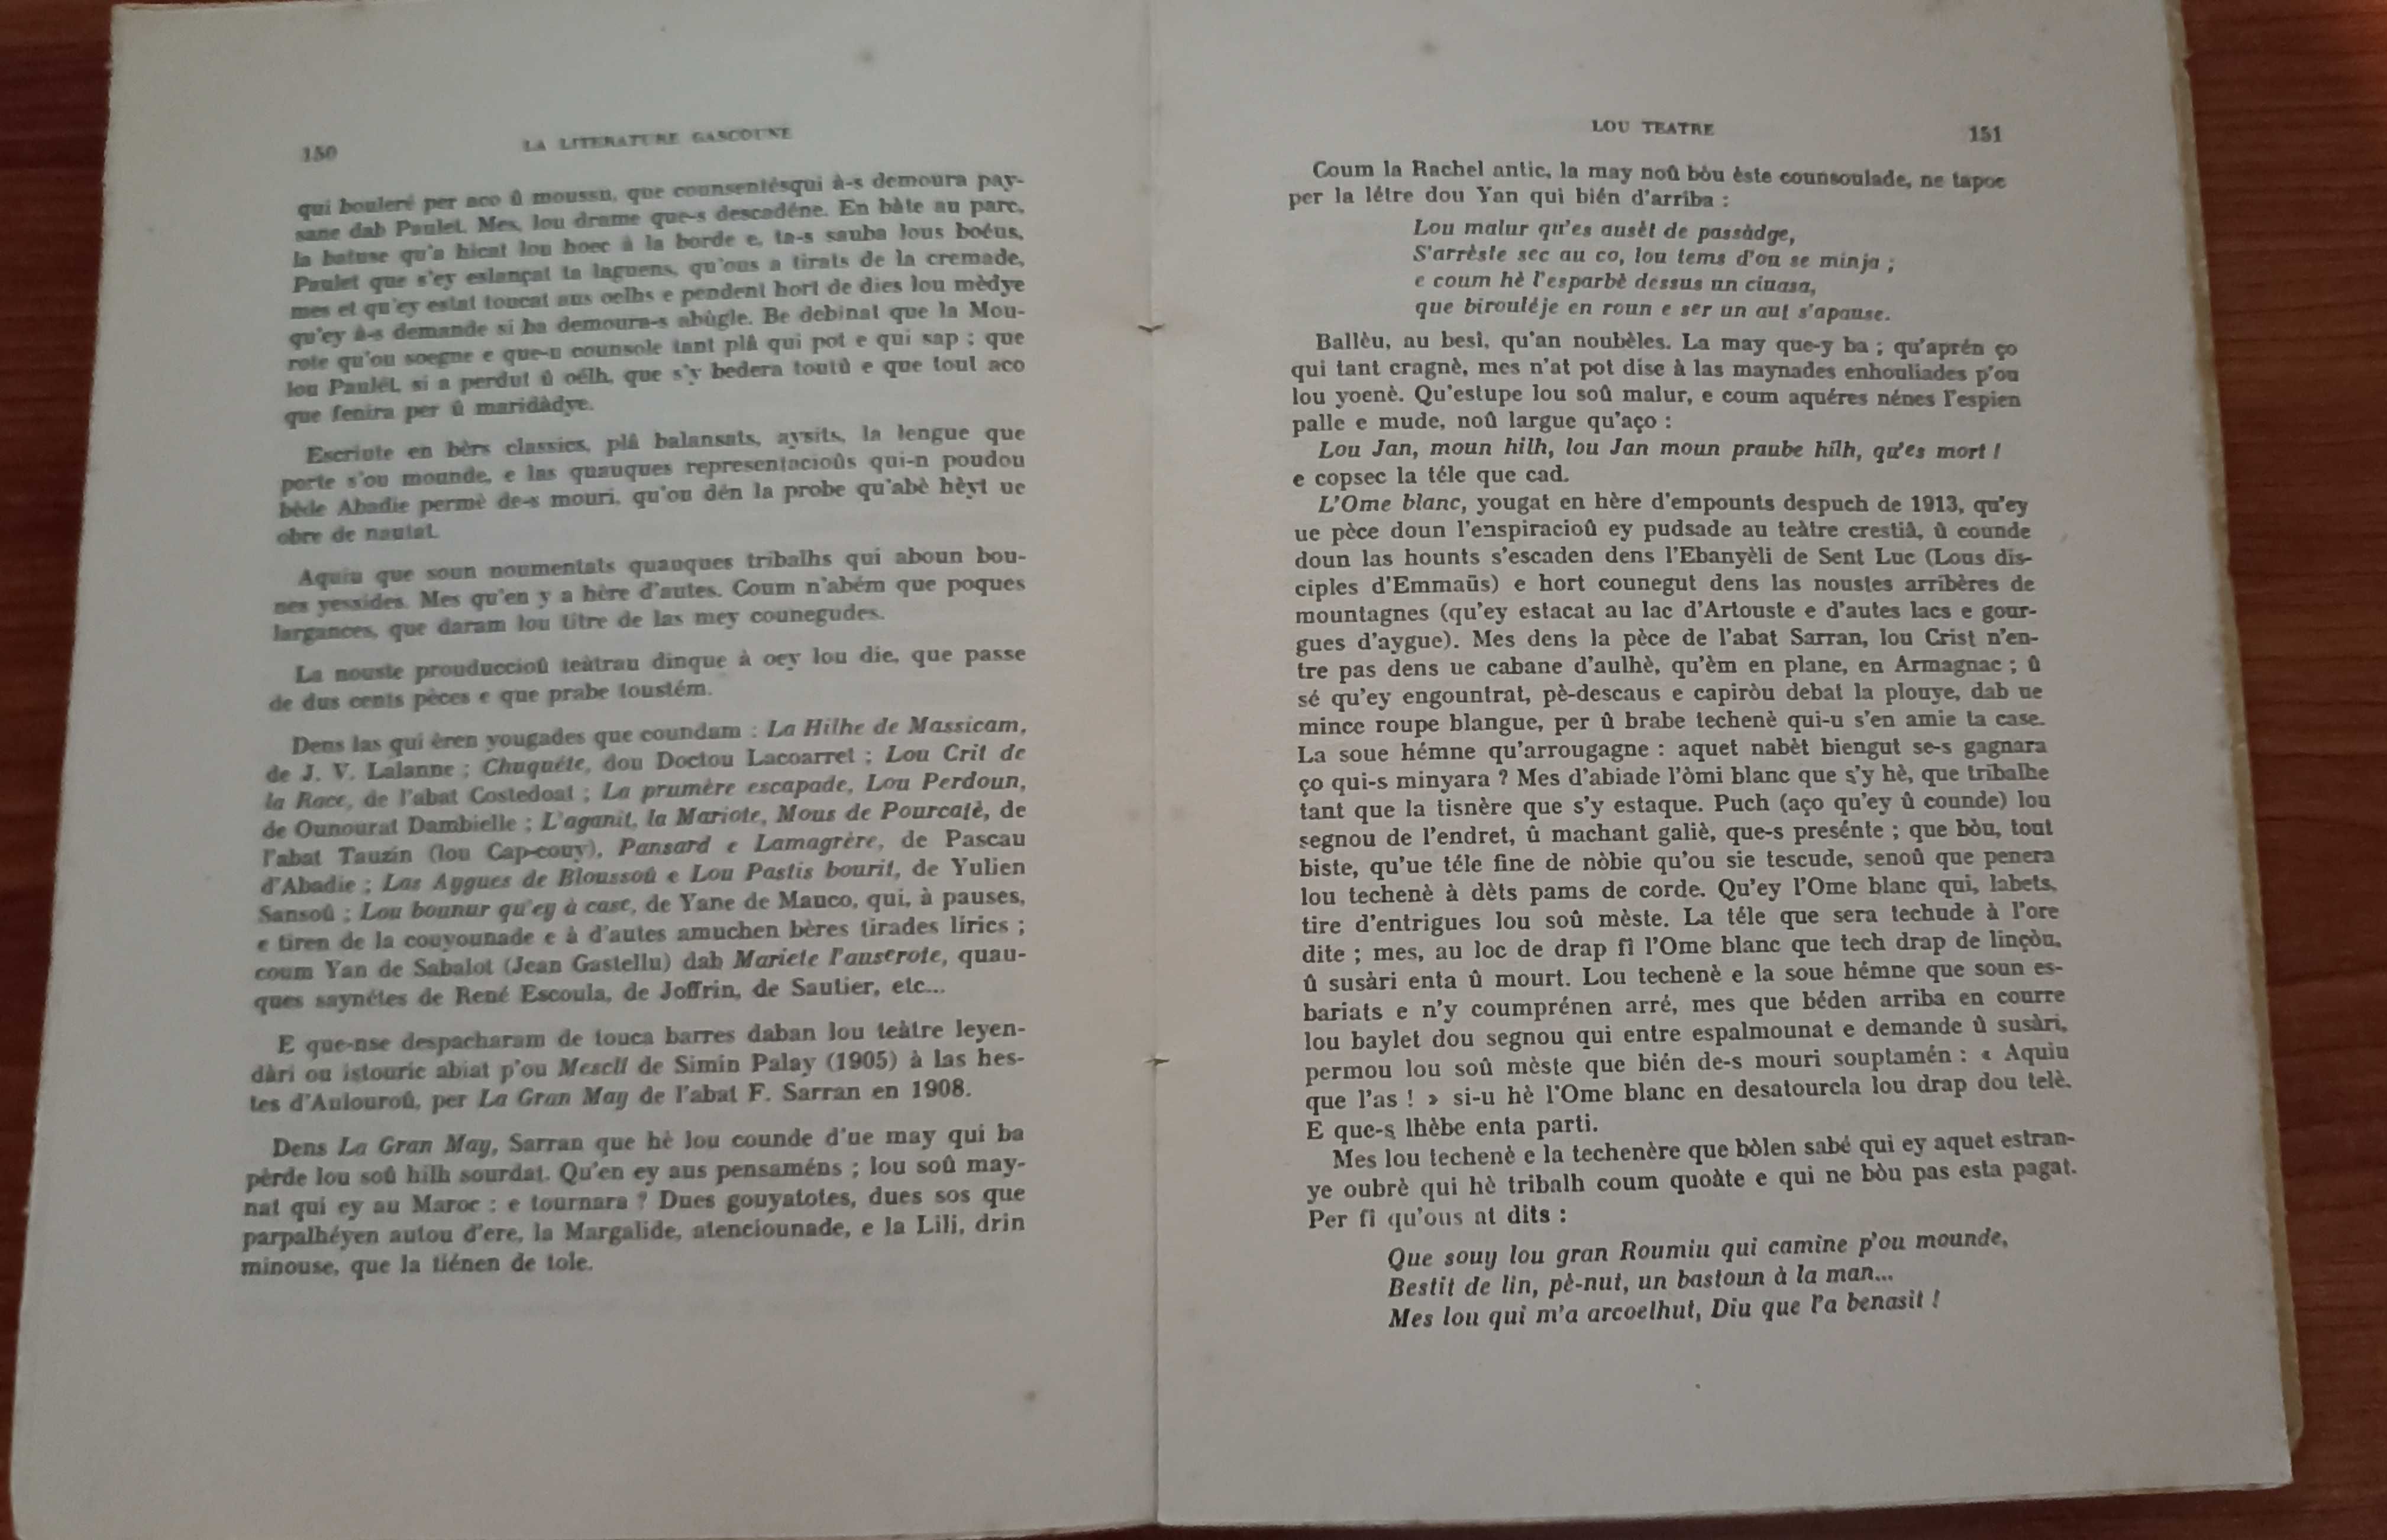 150
LA LITERATURE GASCOUNE
qui bouleré per aco û moussu, que counsentésqui à-s demoura pay-
sane dab Paulet. Mes, lou drame que-s descadéne. En bàte au parc,
la batuse qu'a hicat lou hoec à la borde e, ta-s sauba lous boéus,
Paulet que s'ey eslançat ta laguens, qu'ous a tirats de la cremade,
mes et qu'ey estat toucat aus oelhs e pendent hort de dies lou mèdye
qu'ey à-s demande si ba demoura-s abùgle. Be debinat que la Mou-
rote qu'ou soegne e que-u counsole tant plâ qui pot e qui sap ; que
lou Paulét, si a perdut û oélh, que s'y bedera toutû e que tout aco
que fenira per û maridàdye.
Escriute en bèrs classics, plâ balansats, aysits, la lengue que
porte s'ou mounde, e las quauques representacioûs qui-n poudou
bède Abadie permè de-s mouri, qu'ou dén la probe qu'abè hèyt ue
obre de nautat.
Aquiu que soun noumentats quauques tribalhs qui aboun bou-
nes yessides. Mes qu'en y a hère d'autes. Coum n'abém que poques
largances, que daram lou titre de las mey counegudes.
La nouste prouduccioû teàtrau dinque à oey lou die, que passe
de dus cents pèces e que prabe toustém.
Dens las qui èren yougades que coundam : La Hilhe de Massicam,
de J. V. Lalanne ; Chuquéte, dou Doctou Lacoarret ; Lou Crit de
la Race, de l'abat Costedoat ; La prumère escapade, Lou Perdoun,
de Ounourat Dambielle ; L'aganit, la Mariote, Mous de Pourcatè, de
l'abat Tauzin (lou Cap-couy), Pansard e Lamagrère, de Pascau
d'Abadie ; Las Aygues de Bloussoû e Lou Pastis bourit, de Yulien
Sansoû ; Lou bounur qu'ey à case, de Yane de Mauco, qui, à pauses,
e tiren de la couyounade e à d'autes amuchen bères tirades lirics ;
coum Yan de Sabalot (Jean Gastellu) dab Mariete l'auserote, quau-
ques saynétes de René Escoula, de Joffrin, de Sautier, etc...
E que-nse despacharam de touca barres daban lou teàtre leyen-
dàri ou istouric abiat p'ou Mescli de Simin Palay (1905) à las hes-
tes d'Aulouroû, per La Gran May de l'abat F. Sarran en 1908.
Dens La Gran May, Sarran que hè lou counde d'ue may qui ba
pèrde lou soû hilh sourdat. Qu'en ey aus pensaméns ; lou soû may-
nat qui ey au Maroc : e tournara ? Dues gouyatotes, dues sos que
parpalhéyen autou d'ere, la Margalide, atenciounade, e la Lili, drin
minouse, que la tiénen de tole.
LOU TEATRE
151
Coum la Rachel antic, la may noû bòu èste counsoulade, ne tapoc
per la létre dou Yan qui bién d'arriba :
Lou malur qu'es ausèt de passàdge,
S'arrèste sec au co, lou tems d'ou se minja ;
e coum hè l'esparbè dessus un ciuasa,
que birouléje en roun e ser un aut s'apause.
Ballèu, au besî, qu'an noubèles. La may que-y ba ; qu'aprén ço
qui tant cragnè, mes n'at pot dise à las maynades enhouliades p'ou
lou yoenè. Qu'estupe lou soû malur, e coum aquéres nénes l'espien
palle e mude, noû largue qu'aço :
Lou Jan, moun hilh, lou Jan moun praube hilh, qu'es mort !
e copsec la téle que cad.
L'Ome blanc, yougat en hère d'empounts despuch de 1913, qu'ey
ue pèce doun l'enspiracioû ey pudsade au teàtre crestiâ, û counde
doun las hounts s'escaden dens l'Ebanyèli de Sent Luc (Lous dis-
ciples d'Emmaüs) e hort counegut dens las noustes arribères de
mountagnes (qu'ey estacat au lac d'Artouste e d'autes lacs e gour-
gues d'aygue). Mes dens la pèce de l'abat Sarran, lou Crist n'en-
tre pas dens ue cabane d'aulhè, qu'èm en plane, en Armagnac ; û
sé qu'ey engountrat, pè-descaus e capiròu debat la plouye, dab ue
mince roupe blangue, per û brabe techenè qui-u s'en amie ta case.
La soue hémne qu'arrougagne : aquet nabèt biengut se-s gagnara
ço qui-s minyara ? Mes d'abiade l'òmi blanc que s'y hè, que tribalhe
tant que la tisnère que s'y estaque. Puch (aço qu'ey û counde) lou
segnou de l'endret, û machant galiè, que-s presénte ; que bòu, tout
biste, qu'ue téle fine de nòbie qu'ou sie tescude, senoû que penera
lou techenè à dèts pams de corde. Qu'ey l'Ome blanc qui, labets,
tire d'entrigues lou soû mèste. La téle que sera techude à l'ore
dite ; mes, au loc de drap fî l'Ome blanc que tech drap de linçòu,
û susàri enta û mourt. Lou techenè e la soue hémne que soun es-
bariats e n'y coumprénen arré, mes que béden arriba en courre
lou baylet dou segnou qui entre espalmounat e demande û susàri,
permou lou soû mèste que bién de-s mouri souptamén : « Aquiu
que l'as ! » si-u hè l'Ome blanc en desatourcla lou drap dou telè.
E que-s lhèbe enta parti.
Mes lou techenè e la techenère que bòlen sabé qui ey aquet estran-
ye oubrè qui hè tribalh coum quoàte e qui ne bòu pas esta pagat.
Per fî qu'ous at dits :
Que souy lou gran Roumiu qui camine p'ou mounde,
Bestit de lin, pè-nut, un bastoun à la man...
Mes lou qui m'a arcoelhut, Diu que l'a benasit !